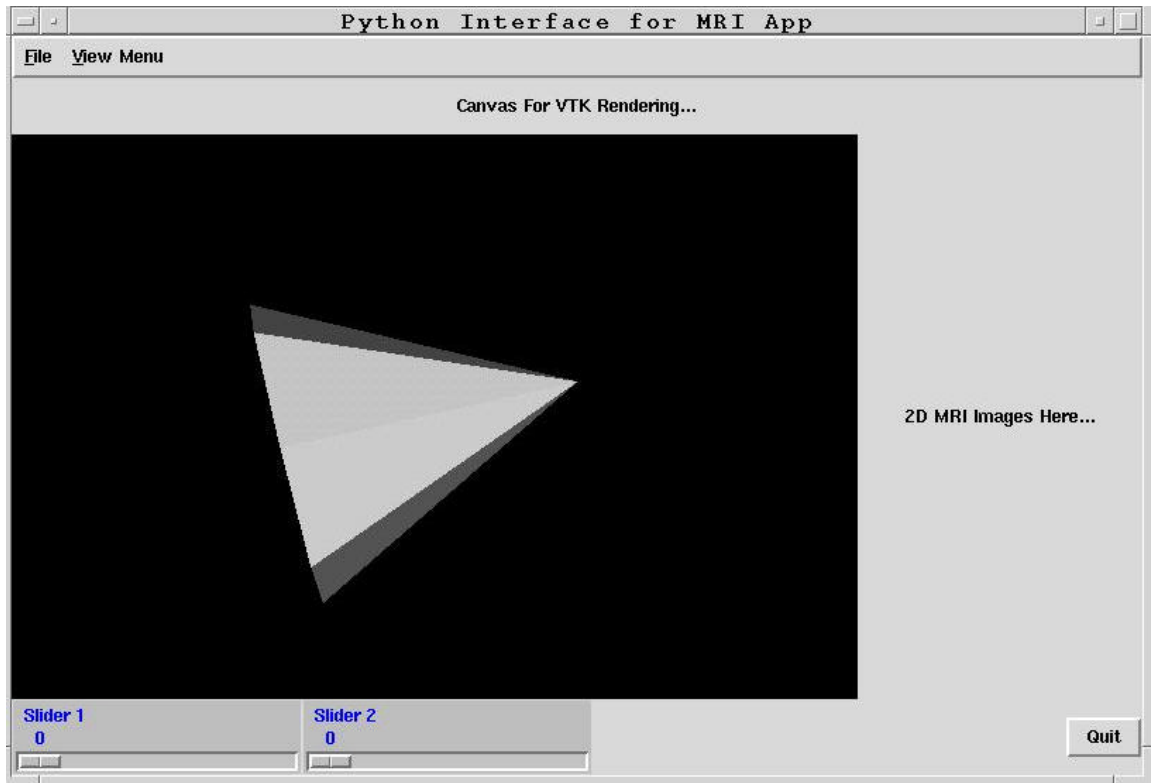 Python Interface for MRI App
File View Menu
Canvas For VTK Rendering...
2D MRI Images Here...
Slider 1
0
Slider 2
0
Quit